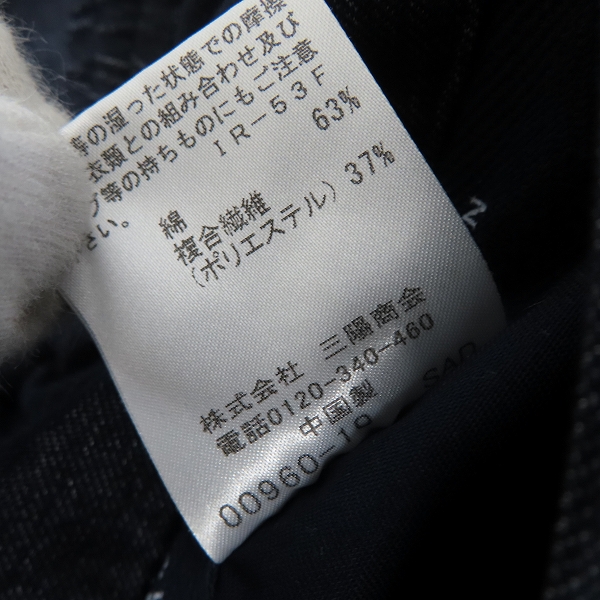 等の湿った状態での摩擦
衣類との組み合わせ及び
グ等の持ちものにもご注意
さい。
IR-53F
綿 63%
複合繊維
(ポリエステル) 37%
株式会社 三陽商会
電話0120-340-460
中国製
00960-19